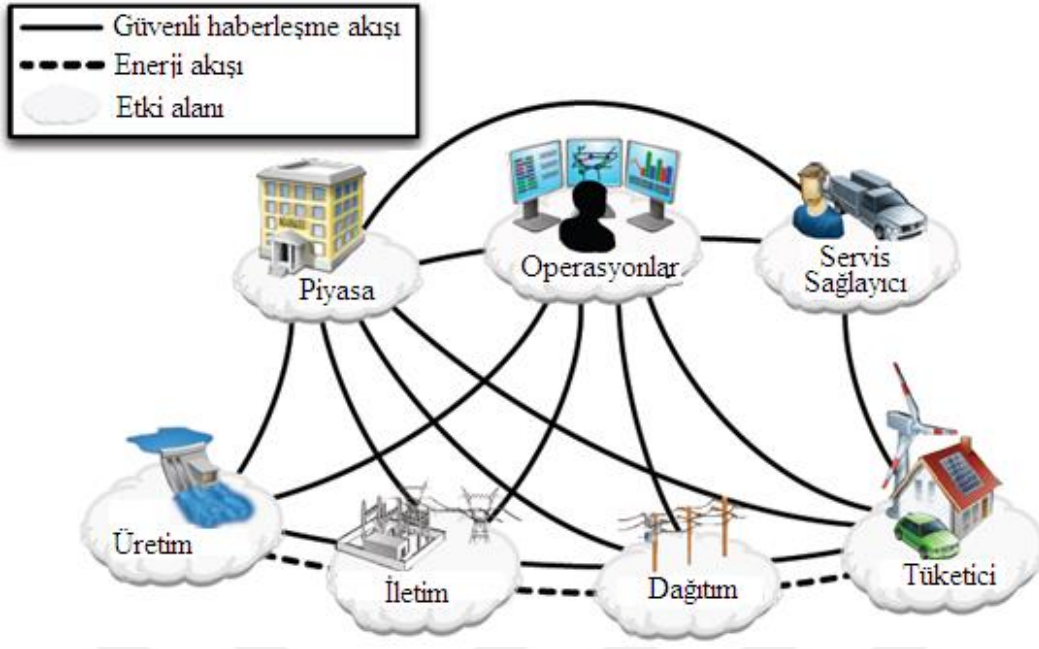 Güvenli haberleşme akışı
Enerji akışı
Etki alanı
Piyasa
Operasyonlar
Servis
Sağlayıcı
Üretim
İletim
Dağıtım
Tüketici